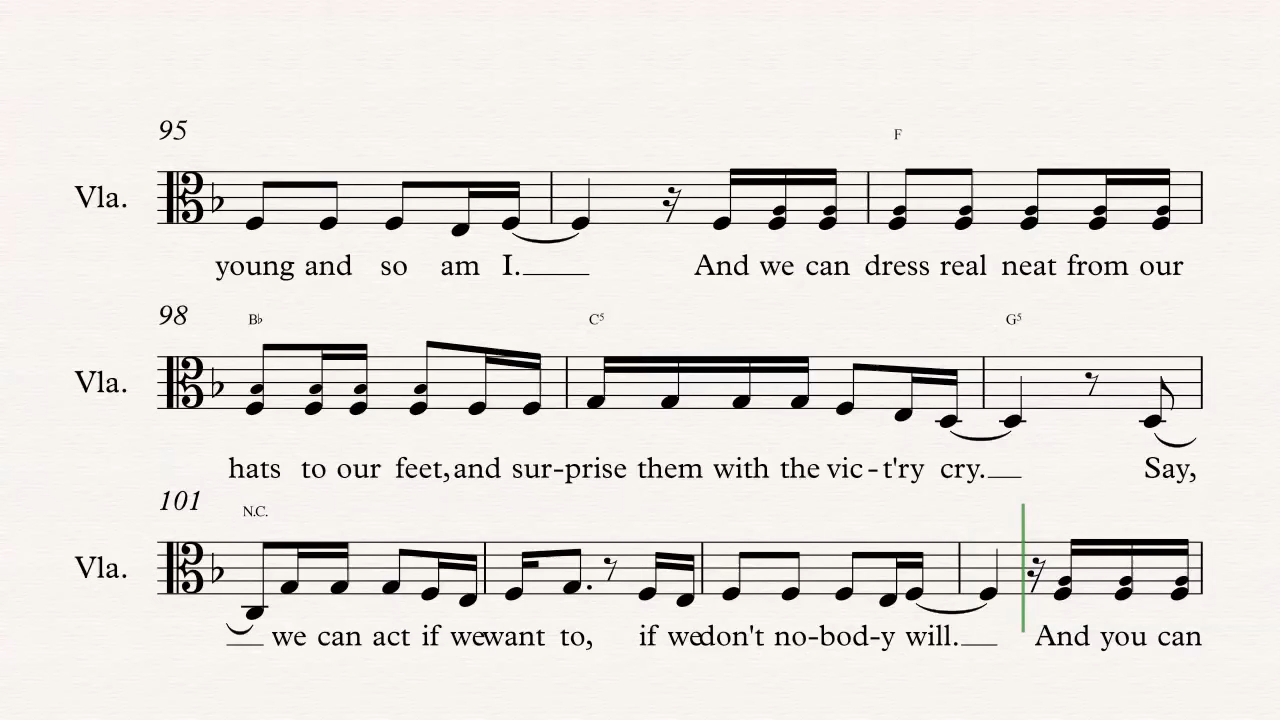 95
F
Vla.
young and so am I. And we can dress real neat from our
98
B♭ C5 G5
Vla.
hats to our feet, and sur-prise them with the vic-t'ry cry. Say,
101
N.C.
Vla.
we can act if we want to, if we don't no-bod-y will. And you can